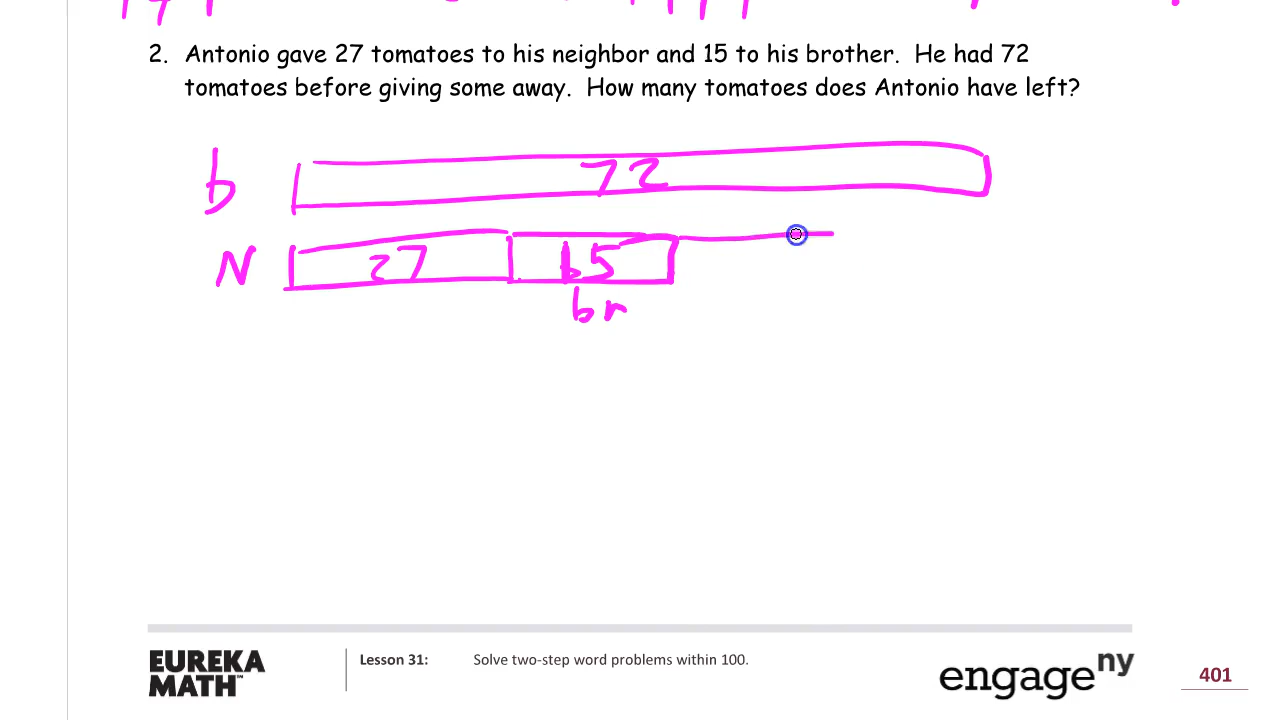 2. Antonio gave 27 tomatoes to his neighbor and 15 to his brother. He had 72
tomatoes before giving some away. How many tomatoes does Antonio have left?
b 72
N 27 15
br
EUREKA
MATH™
Lesson 31: Solve two-step word problems within 100.
engage ny
401